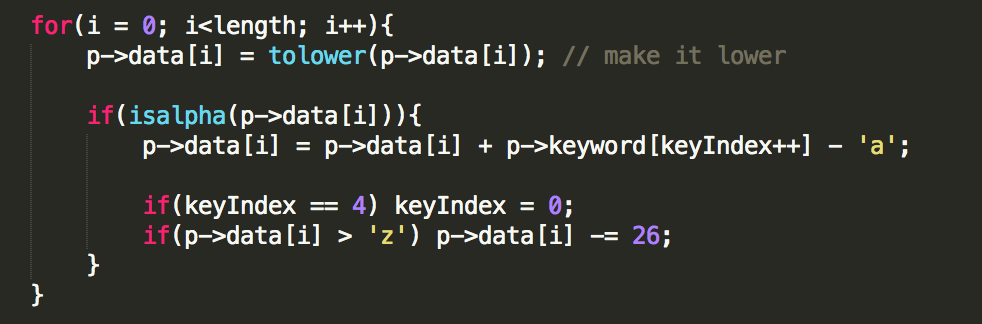 for(i = 0; i<length; i++){
p->data[i] = tolower(p->data[i]); // make it lower
if(isalpha(p->data[i])){
p->data[i] = p->data[i] + p->keyword[keyIndex++] - 'a';
if(keyIndex == 4) keyIndex = 0;
if(p->data[i] > 'z') p->data[i] -= 26;
}
}